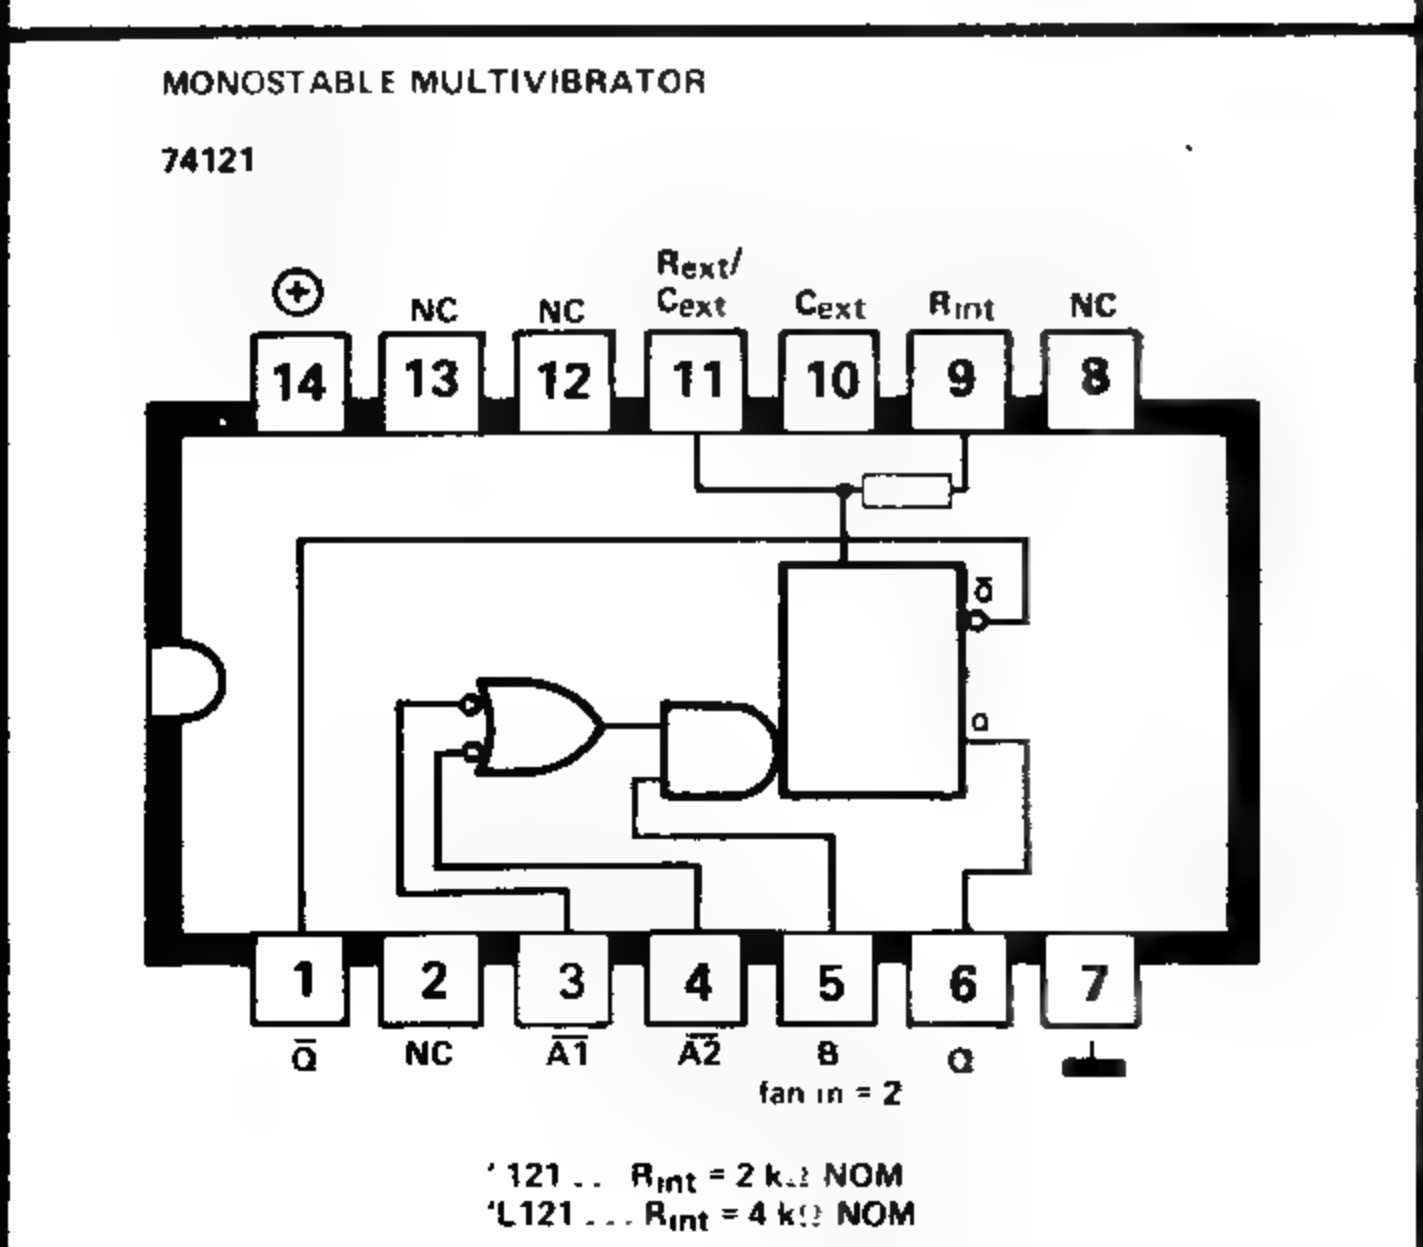 MONOSTABLE MULTIVIBRATOR
74121
Rext/
Cext
⊕ NC NC Cext Rint NC
14 13 12 11 10 9 8
Q̅
Q
1 2 3 4 5 6 7
Q̅ NC A̅1̅ A̅2̅ B Q
fan in = 2
'121 .. Rint = 2 kΩ NOM
'L121 ... Rint = 4 kΩ NOM